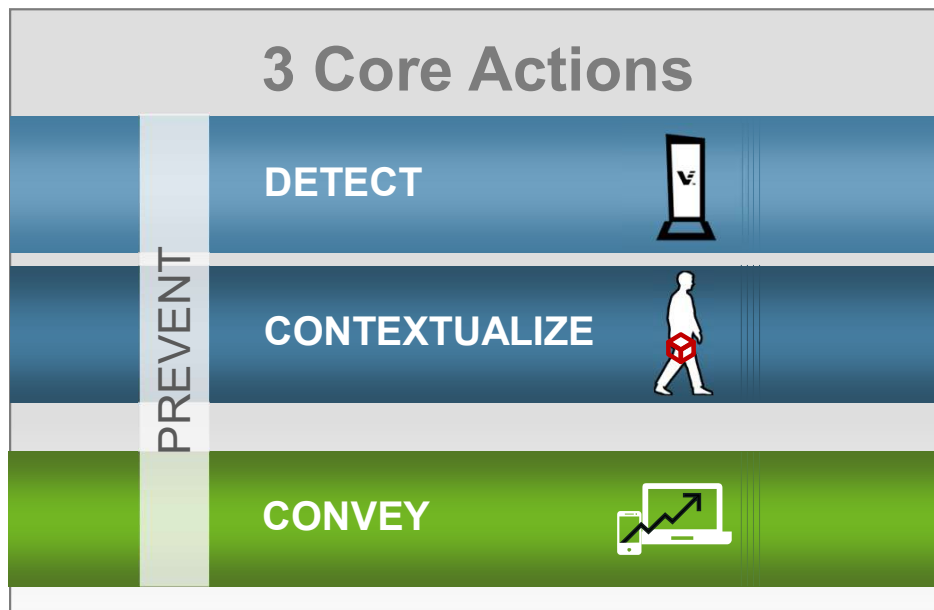 3 Core Actions
PREVENT
DETECT
CONTEXTUALIZE
CONVEY